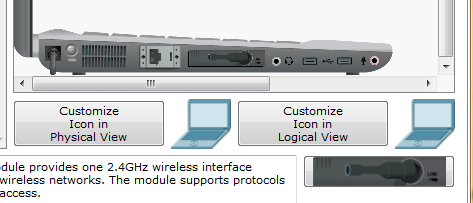 Customize
Icon in
Physical View
Customize
Icon in
Logical View
dule provides one 2.4GHz wireless interface
wireless networks. The module supports protocols
access.